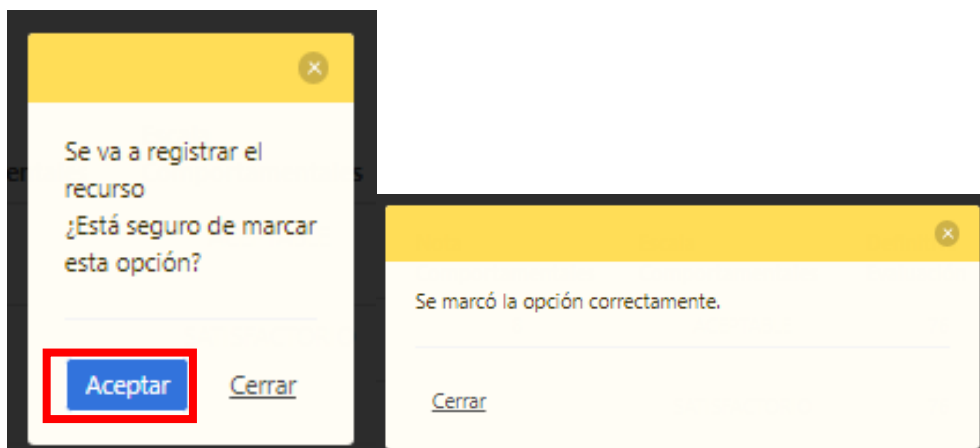 Se va a registrar el
recurso
¿Está seguro de marcar
esta opción?
Aceptar Cerrar
Se marcó la opción correctamente.
Cerrar